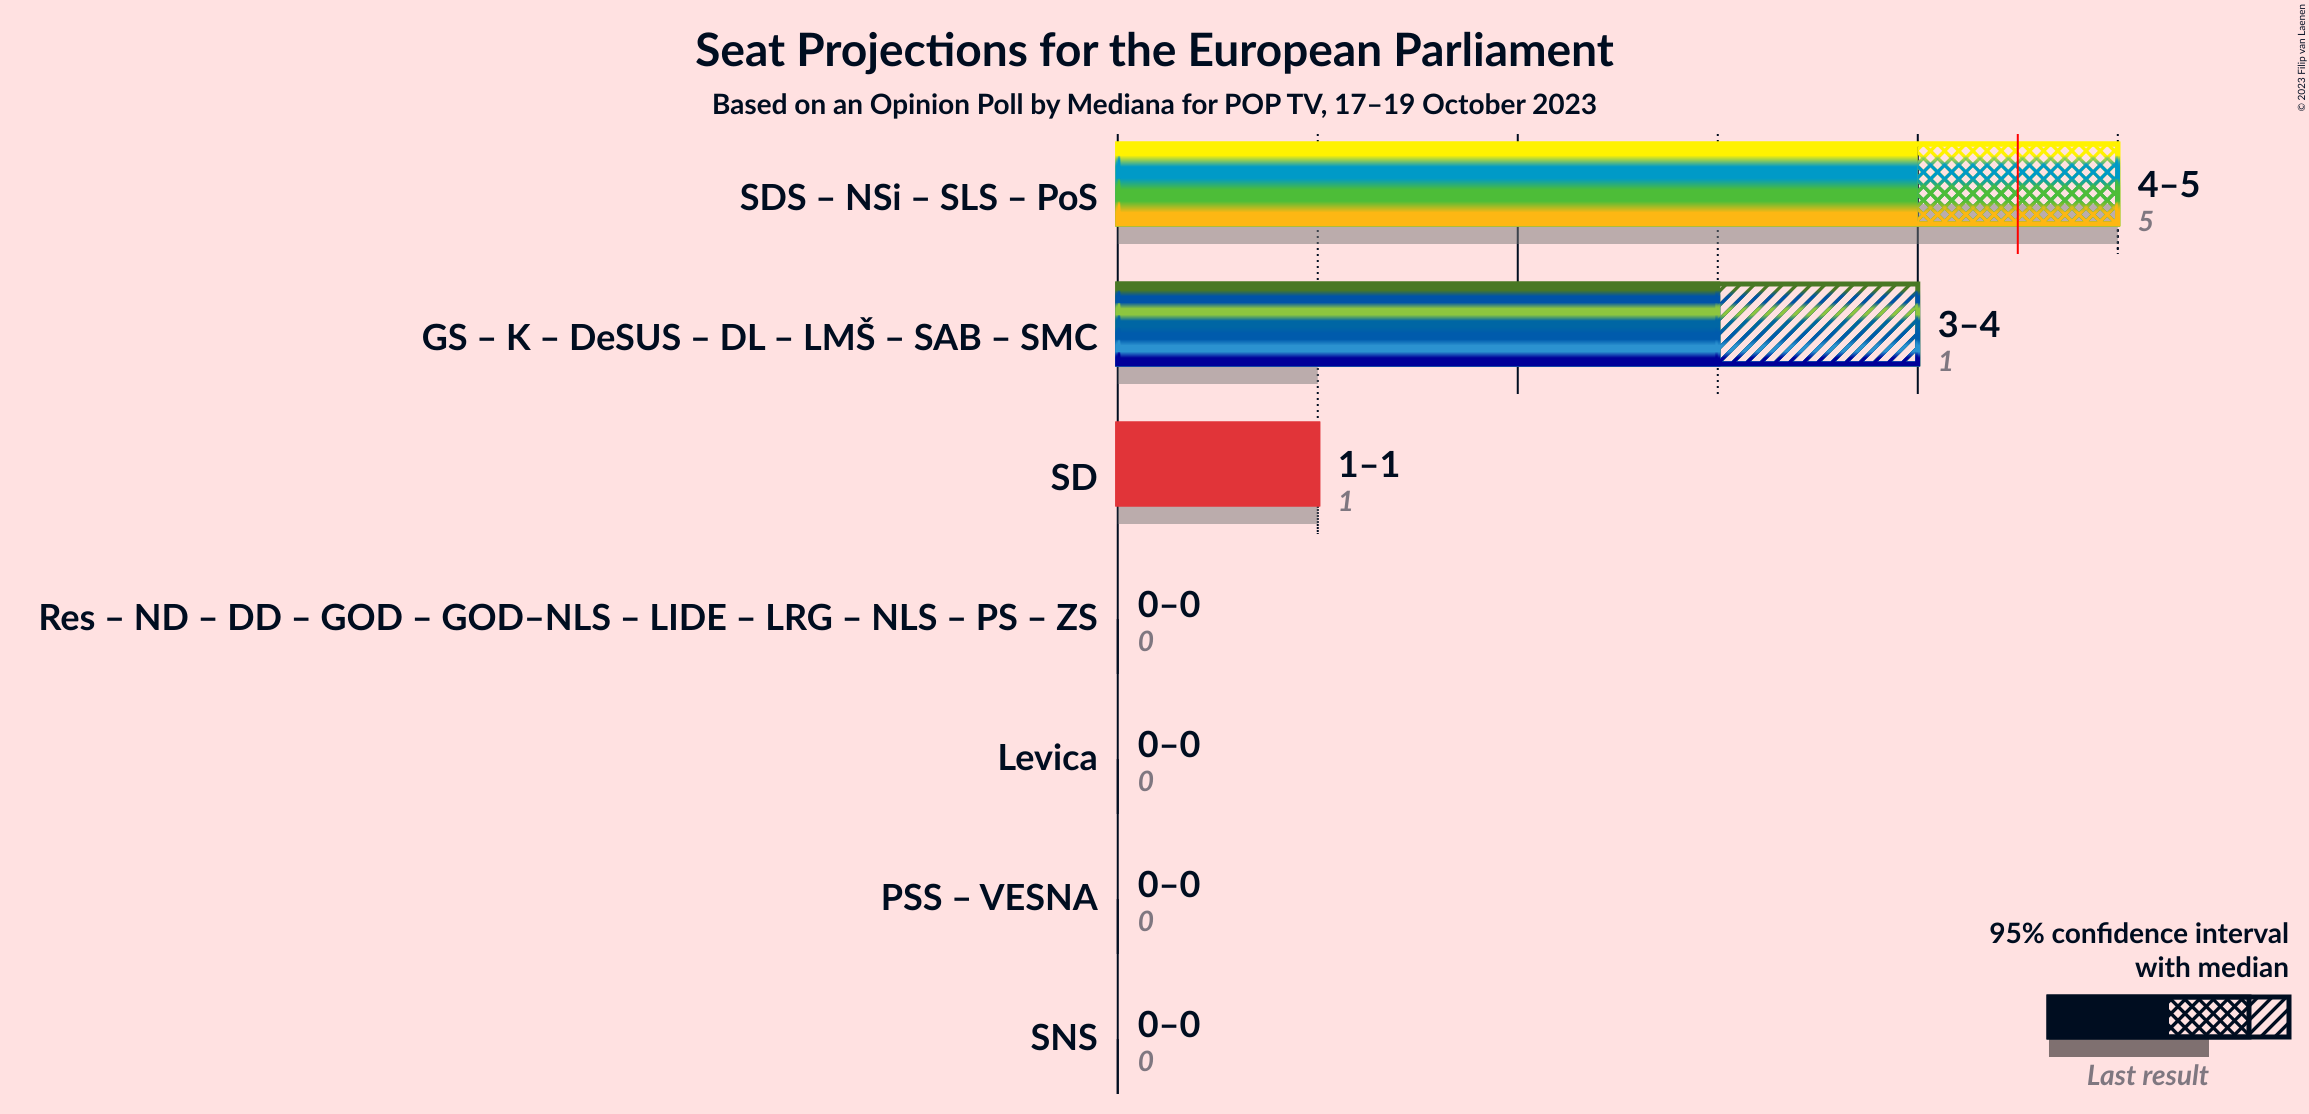 Seat Projections for the European Parliament
Based on an Opinion Poll by Mediana for POP TV, 17–19 October 2023
© 2023 Filip van Laenen
SDS – NSi – SLS – PoS
4–5
5
GS – K – DeSUS – DL – LMŠ – SAB – SMC
3–4
1
SD
1–1
1
Res – ND – DD – GOD – GOD–NLS – LIDE – LRG – NLS – PS – ZS
0–0
0
Levica
0–0
0
PSS – VESNA
0–0
0
SNS
0–0
0
95% confidence interval
with median
Last result